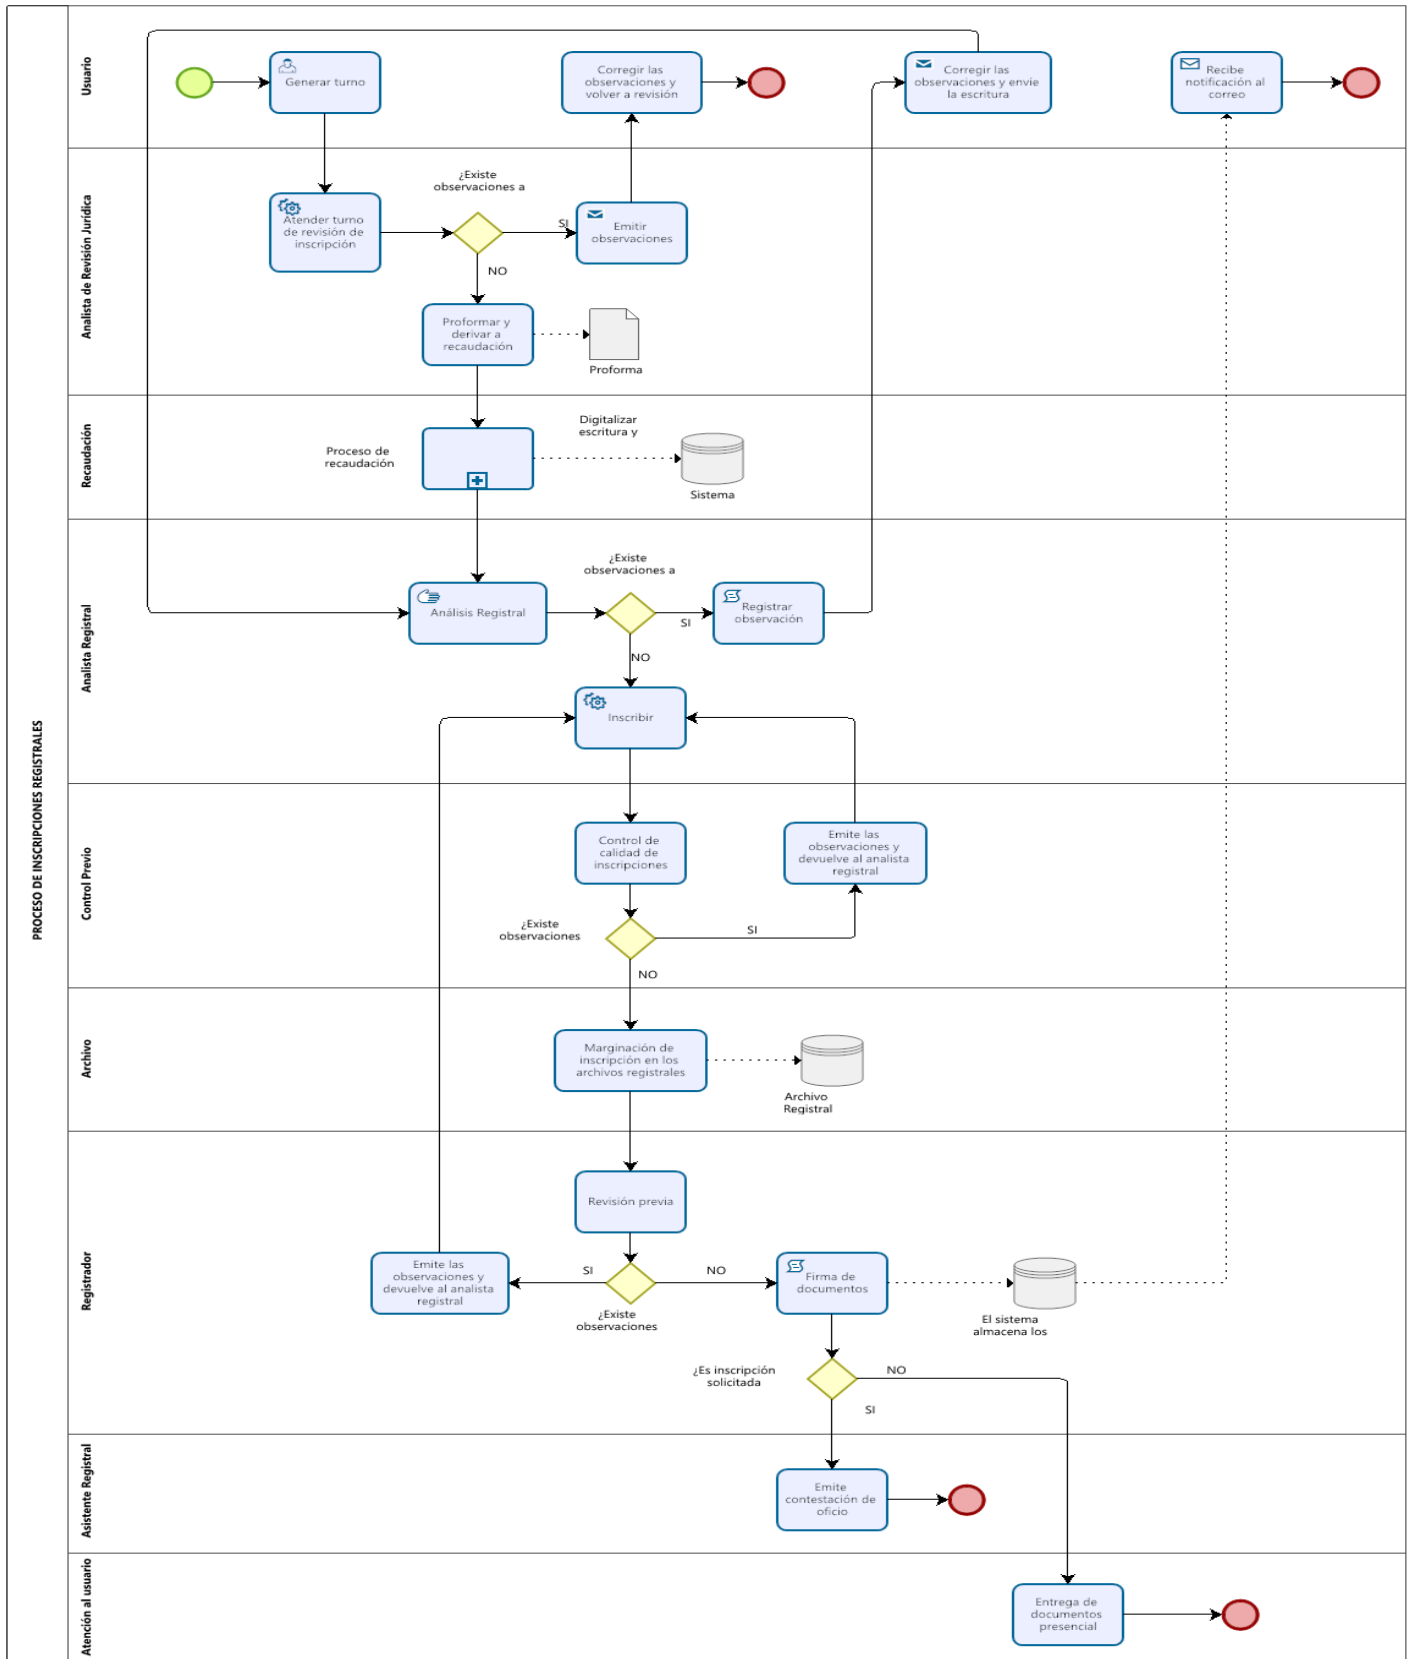 PROCESO DE INSCRIPCIONES REGISTRALES
Usuario
Generar turno
Corregir las
observaciones y
volver a revisión
Corregir las
observaciones y envíe
la escritura
Recibe
notificación al
correo
Analista de Revisión Jurídica
Atender turno
de revisión de
inscripción
¿Existe
observaciones a
SI
Emitir
observaciones
NO
Proformar y
derivar a
recaudación
Proforma
Recaudación
Proceso de
recaudación
Digitalizar
escritura y
Sistema
Analista Registral
Análisis Registral
¿Existe
observaciones a
SI
Registrar
observación
NO
Inscribir
Control Previo
Control de
calidad de
inscripciones
Emite las
observaciones y
devuelve al analista
registral
¿Existe
observaciones
SI
NO
Archivo
Marginación de
inscripción en los
archivos registrales
Archivo
Registral
Registrador
Revisión previa
Emite las
observaciones y
devuelve al analista
registral
SI
¿Existe
observaciones
NO
Firma de
documentos
El sistema
almacena los
¿Es inscripción
solicitada
NO
SI
Asistente Registral
Emite
contestación de
oficio
Atención al usuario
Entrega de
documentos
presencial